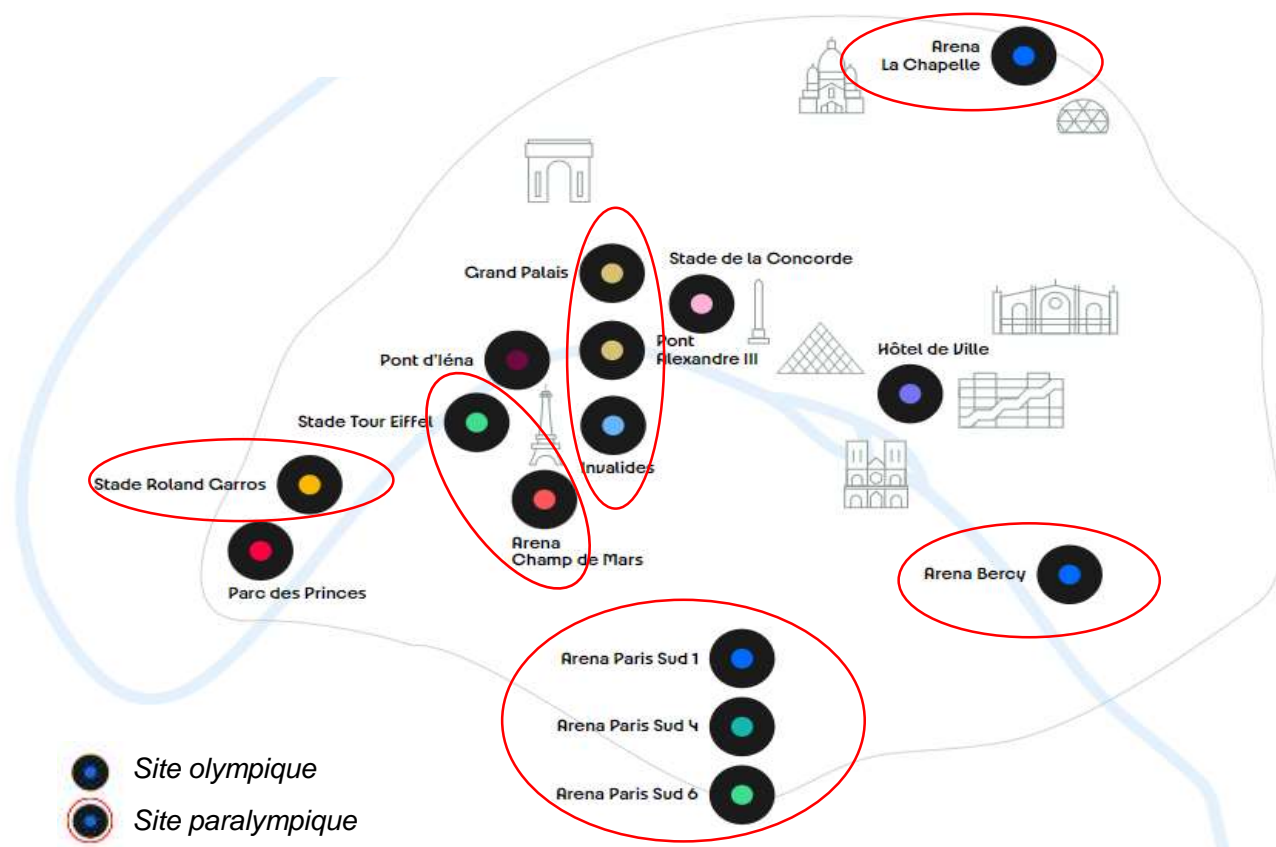 Arena
La Chapelle
Grand Palais
Stade de la Concorde
Pont
Alexandre III
Pont d'Iéna
Hôtel de Ville
Stade Tour Eiffel
Invalides
Stade Roland Garros
Arena
Champ de Mars
Parc des Princes
Arena Bercy
Arena Paris Sud 1
Arena Paris Sud 4
Arena Paris Sud 6
Site olympique
Site paralympique